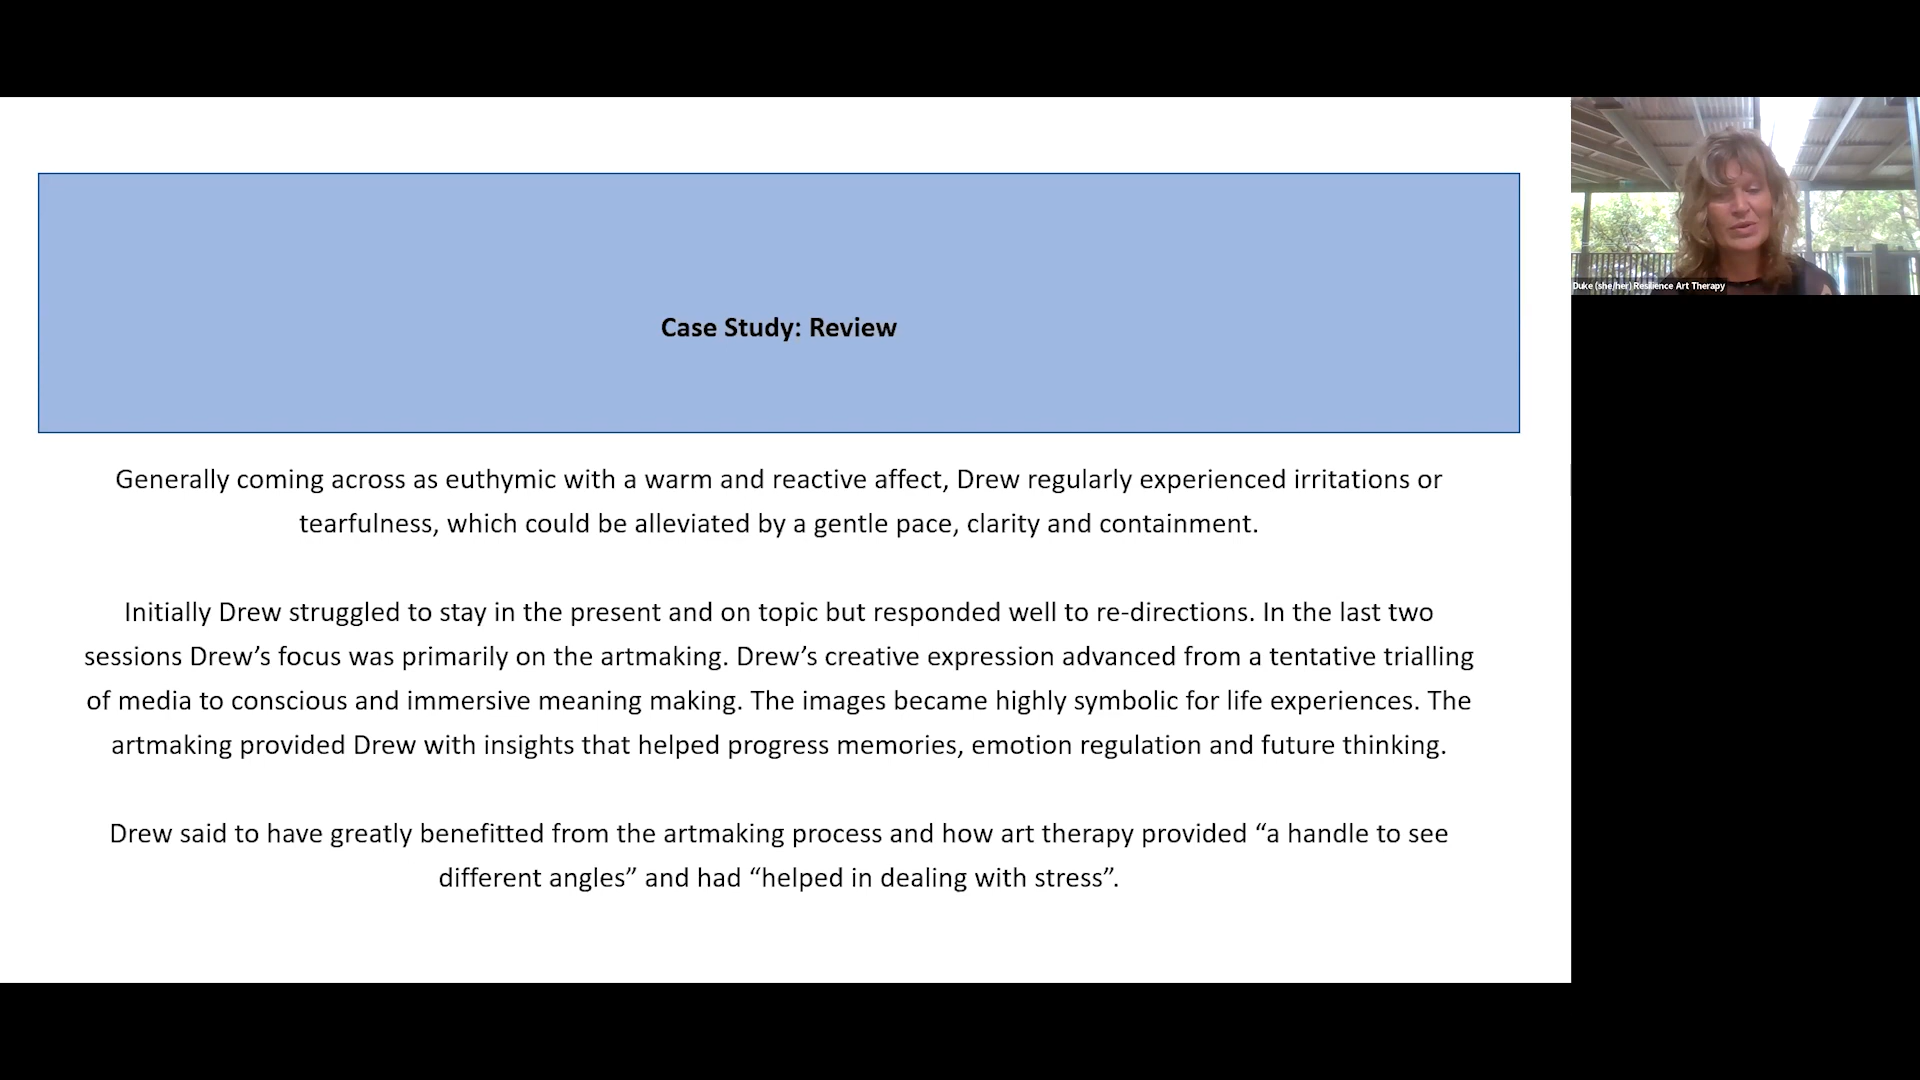 Case Study: Review
Generally coming across as euthymic with a warm and reactive affect, Drew regularly experienced irritations or
tearfulness, which could be alleviated by a gentle pace, clarity and containment.
Initially Drew struggled to stay in the present and on topic but responded well to re-directions. In the last two
sessions Drew’s focus was primarily on the artmaking. Drew’s creative expression advanced from a tentative trialling
of media to conscious and immersive meaning making. The images became highly symbolic for life experiences. The
artmaking provided Drew with insights that helped progress memories, emotion regulation and future thinking.
Drew said to have greatly benefitted from the artmaking process and how art therapy provided “a handle to see
different angles” and had “helped in dealing with stress”.
Duke (she/her) Resilience Art Therapy